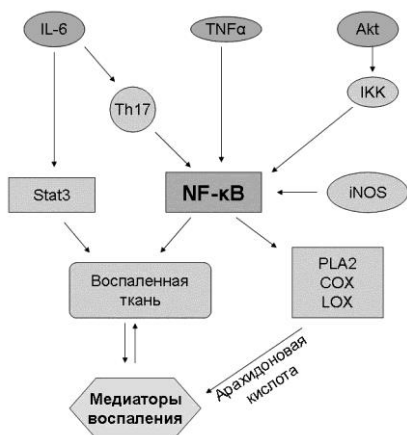 IL-6
TNFα
Akt
Th17
IKK
Stat3
NF-κB
iNOS
Воспаленная
ткань
PLA2
COX
LOX
Арахидоновая
кислота
Медиаторы
воспаления